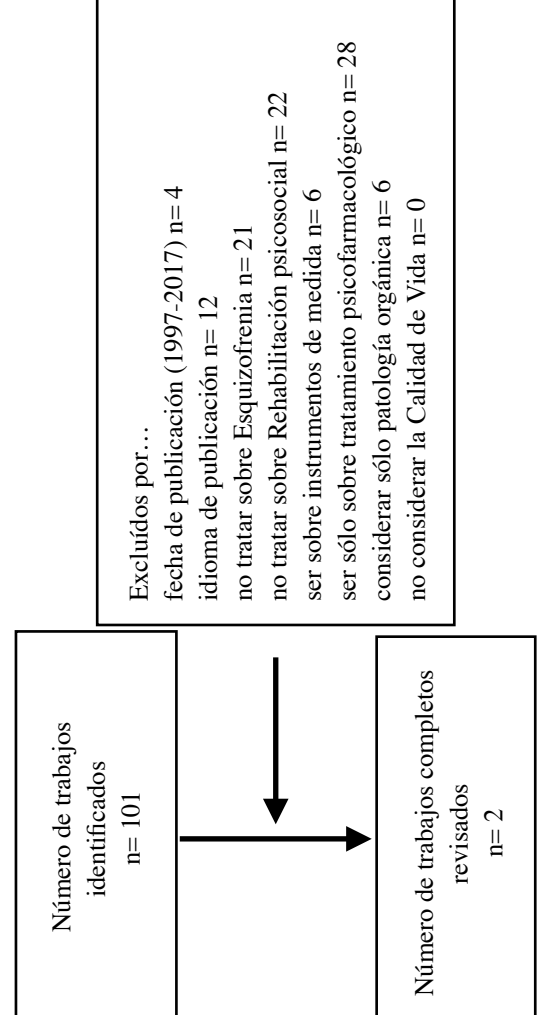 Número de trabajos
identificados
n= 101
Excluídos por…
fecha de publicación (1997-2017) n= 4
idioma de publicación n= 12
no tratar sobre Esquizofrenia n= 21
no tratar sobre Rehabilitación psicosocial n= 22
ser sobre instrumentos de medida n= 6
ser sólo sobre tratamiento psicofarmacológico n= 28
considerar sólo patología orgánica n= 6
no considerar la Calidad de Vida n= 0
Número de trabajos completos
revisados
n= 2